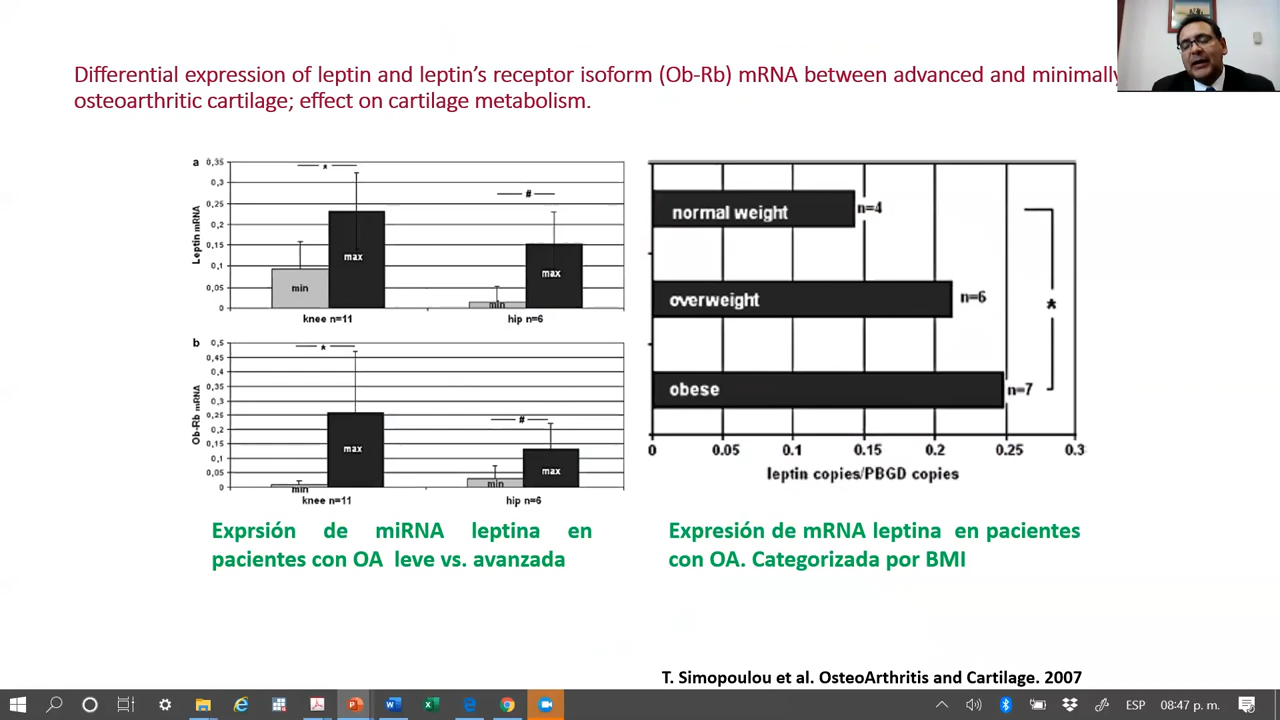 Differential expression of leptin and leptin's receptor isoform (Ob-Rb) mRNA between advanced and minimally
osteoarthritic cartilage; effect on cartilage metabolism.
a
0,35
0,3
0,25
0,2
0,15
0,1
0,05
0
Leptin mRNA
*
#
min
max
min
max
knee n=11
hip n=6
b
0,5
0,45
0,4
0,35
0,3
0,25
0,2
0,15
0,1
0,05
0
Ob-Rb mRNA
*
#
min
max
min
max
knee n=11
hip n=6
normal weight
n=4
overweight
n=6
*
obese
n=7
0 0.05 0.1 0.15 0.2 0.25 0.3
leptin copies/PBGD copies
Exprsión de miRNA leptina en
pacientes con OA leve vs. avanzada
Expresión de mRNA leptina en pacientes
con OA. Categorizada por BMI
T. Simopoulou et al. OsteoArthritis and Cartilage. 2007
ESP
08:47 p. m.